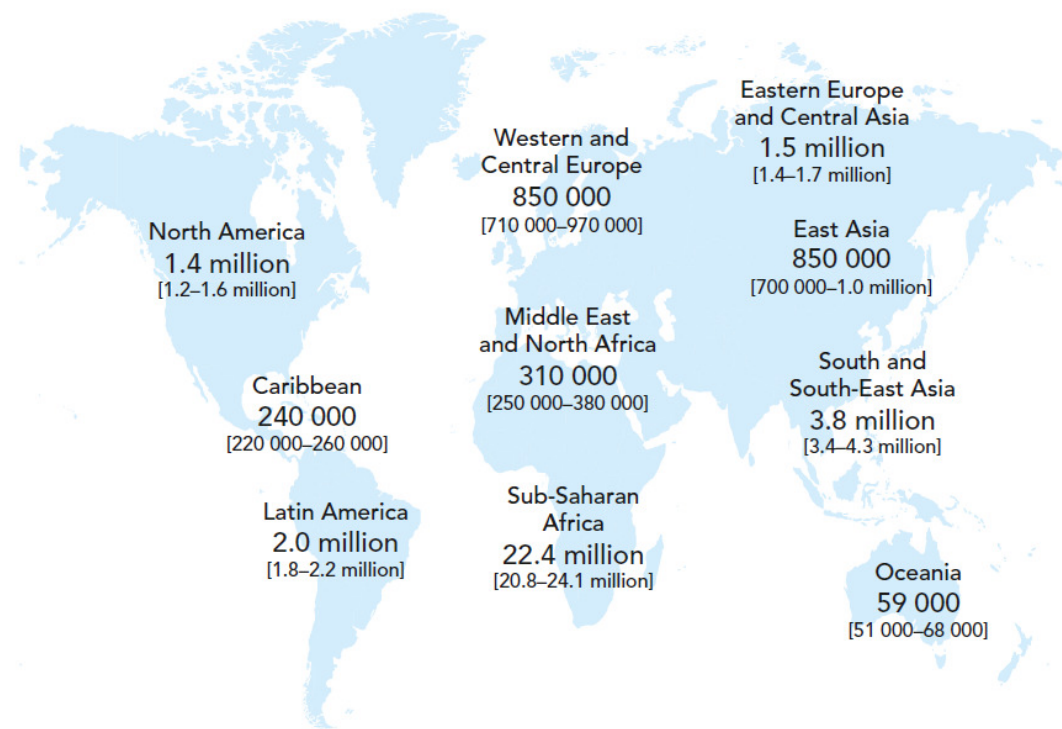 Eastern Europe
and Central Asia
1.5 million
[1.4–1.7 million]
Western and
Central Europe
850 000
[710 000–970 000]
North America
1.4 million
[1.2–1.6 million]
East Asia
850 000
[700 000–1.0 million]
Middle East
and North Africa
310 000
[250 000–380 000]
South and
South-East Asia
3.8 million
[3.4–4.3 million]
Caribbean
240 000
[220 000–260 000]
Sub-Saharan
Africa
22.4 million
[20.8–24.1 million]
Latin America
2.0 million
[1.8–2.2 million]
Oceania
59 000
[51 000–68 000]